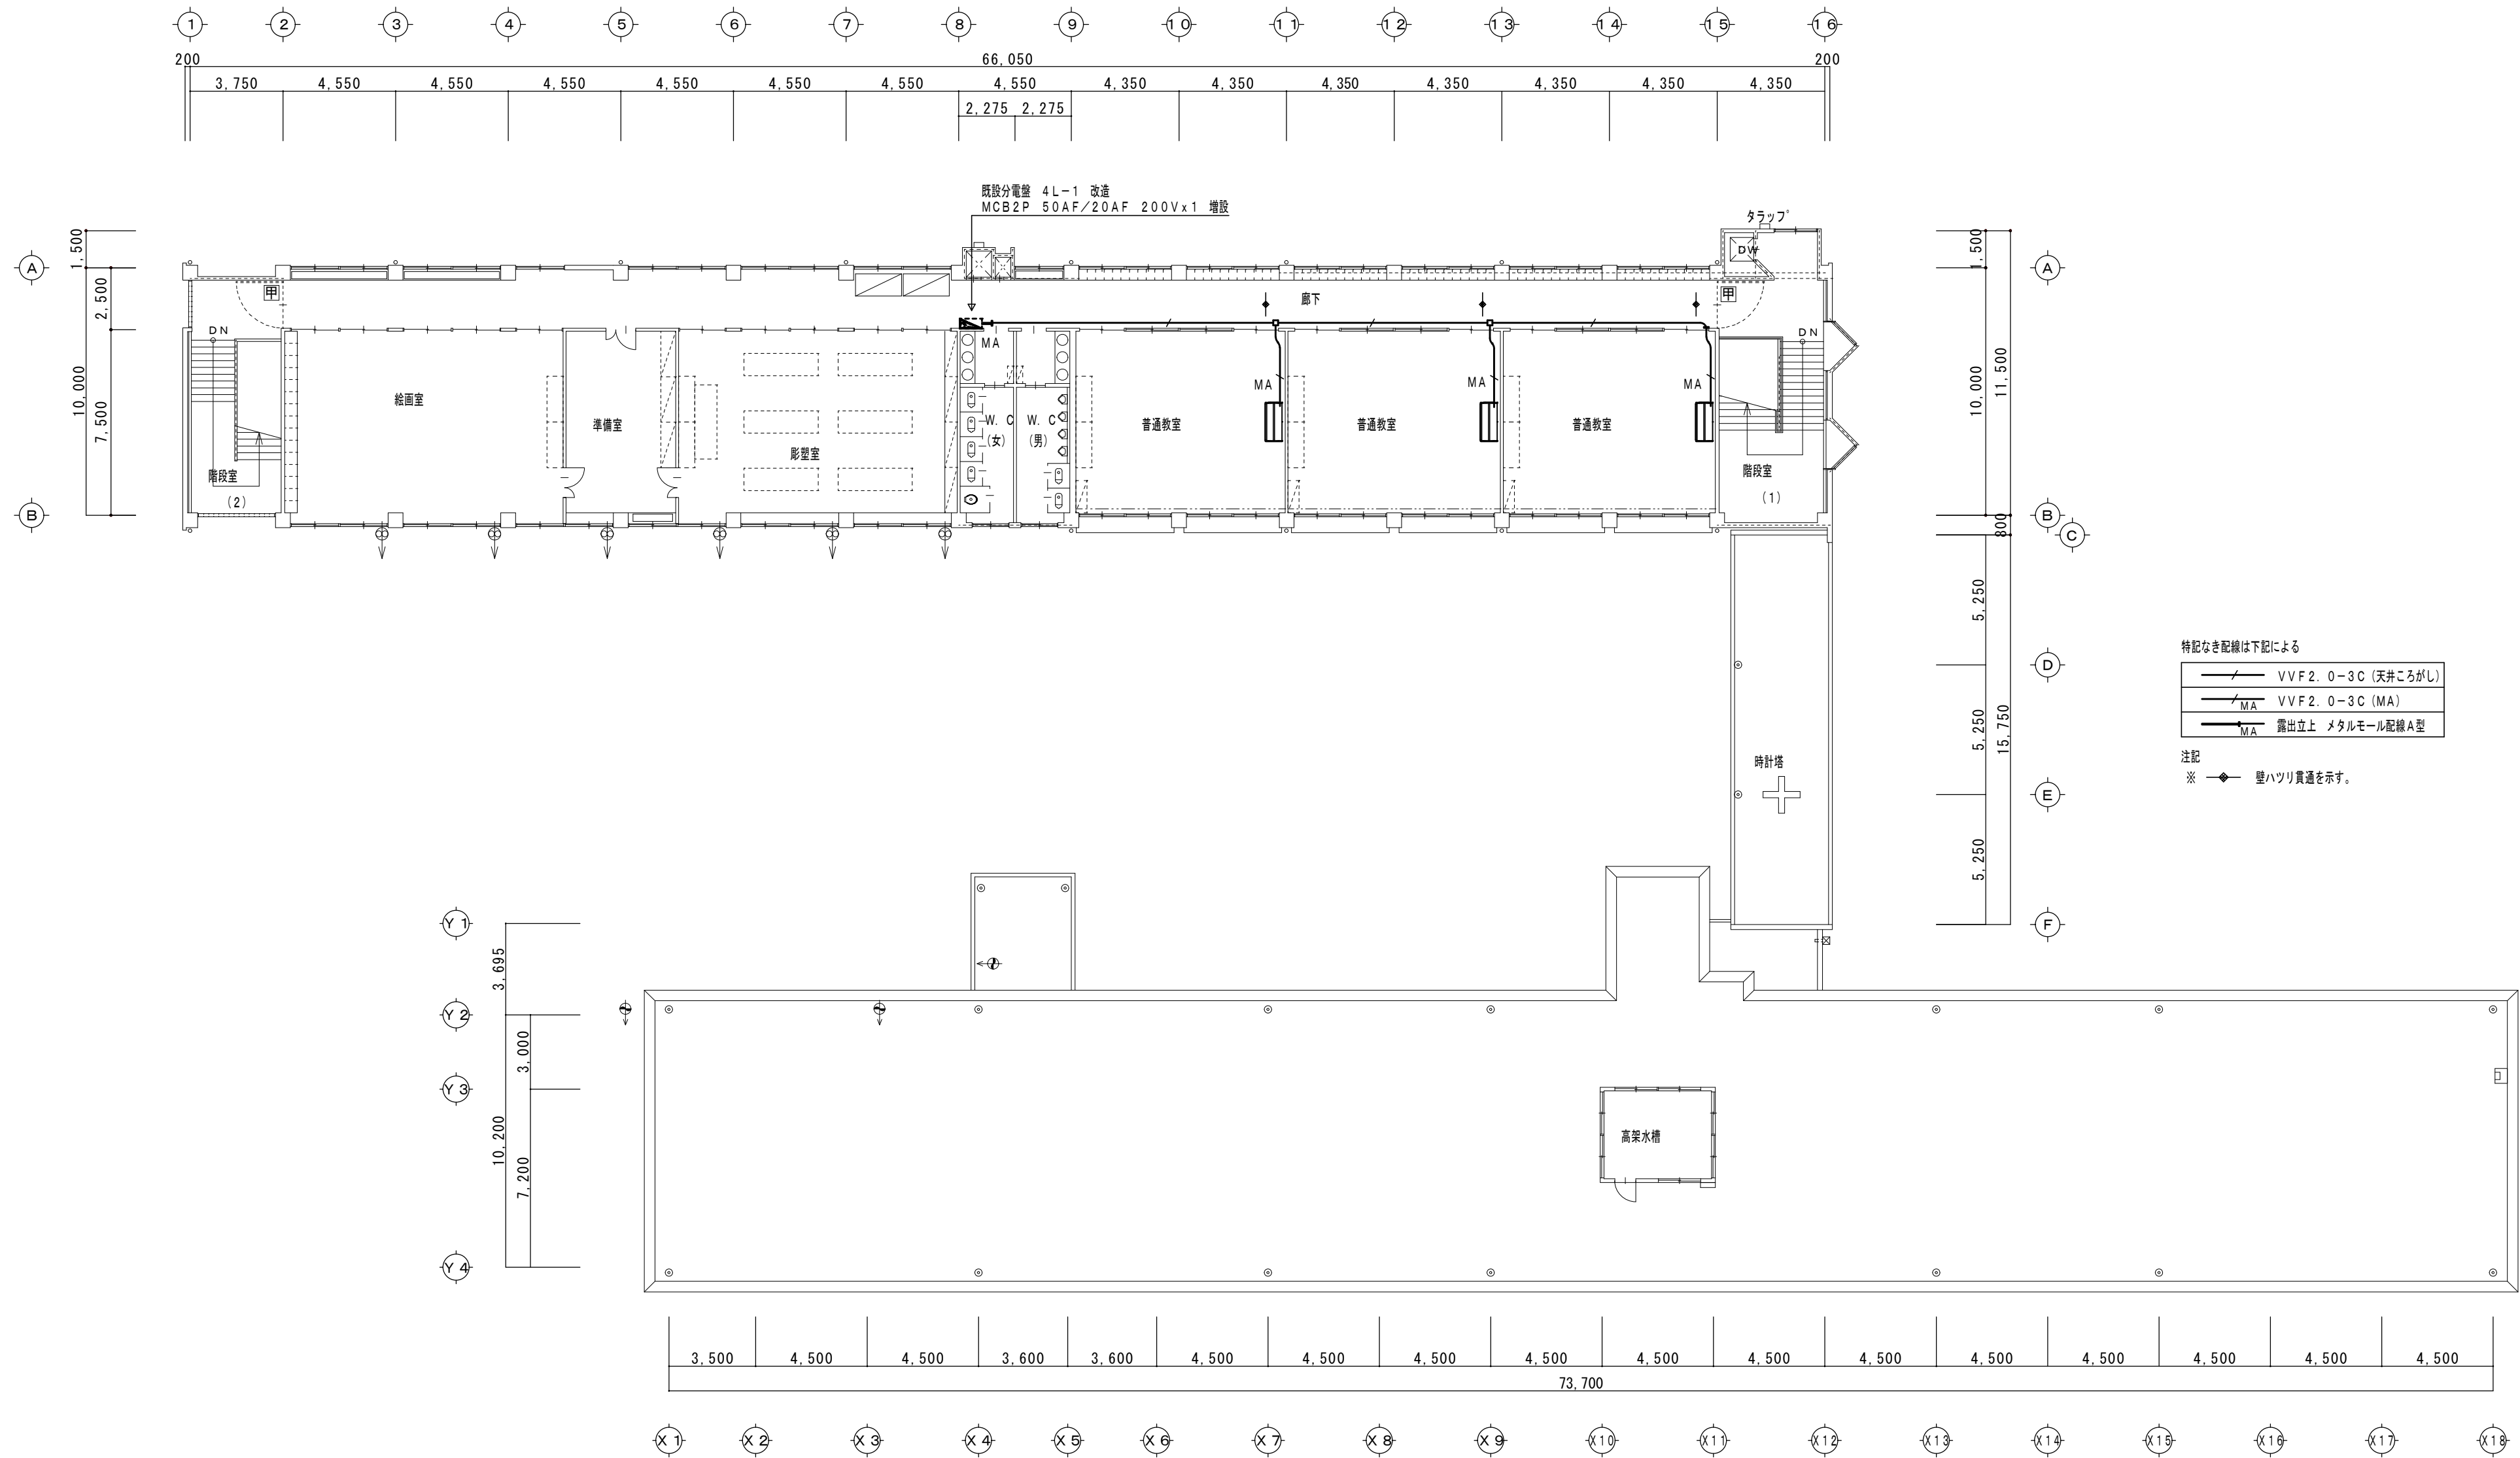 1 2 3 4 5 6 7 8 9 10 11 12 13 14 15 16
200 66,050 200
3,750 4,550 4,550 4,550 4,550 4,550 4,550 4,550 4,350 4,350 4,350 4,350 4,350 4,350 4,350
2,275 2,275
既設分電盤 4L-1 改造
MCB2P 50AF/20AF 200Vx1 増設
タラップ
DW
A
1,500
2,500
10,000
7,500
B
甲
DN
階段室
(2)
絵画室
準備室
彫塑室
MA
W.C
(女)
W.C
(男)
廊下
MA
普通教室
MA
普通教室
MA
普通教室
甲
DN
階段室
(1)
1,500
10,000
11,500
800
5,250
5,250
15,750
5,250
A
B
C
D
E
F
時計塔
特記なき配線は下記による
VVF2.0-3C(天井ころがし)
MA VVF2.0-3C(MA)
MA 露出立上 メタルモール配線A型
注記
※ 壁ハツリ貫通を示す。
Y1
Y2
Y3
Y4
3,695
3,000
10,200
7,200
高架水槽
3,500 4,500 4,500 3,600 3,600 4,500 4,500 4,500 4,500 4,500 4,500 4,500 4,500 4,500 4,500 4,500 4,500
73,700
X1 X2 X3 X4 X5 X6 X7 X8 X9 X10 X11 X12 X13 X14 X15 X16 X17 X18